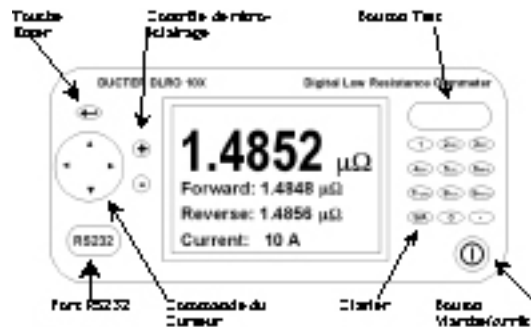 Touche
Enter
Contrôle de rétro-
éclairage
Bouton Test
DUCTER DLRO 10X
Digital Low Resistance Ohmmeter
1.4852 μΩ
Forward: 1.4848 μΩ
Reverse: 1.4856 μΩ
Current: 10 A
RS232
Port RS232
Commande du
Curseur
Clavier
Bouton
Marche/arrêt